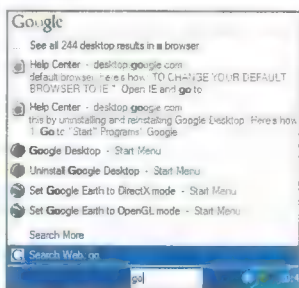 Google
See all 244 desktop results in a browser
Help Center - desktop.google.com
default browser, here's how. TO CHANGE YOUR DEFAULT
BROWSER TO IE " Open IE and go to
Help Center - desktop.google.com
this by uninstalling and reinstalling Google Desktop. Here's how
1. Go to "Start" Programs' Google
Google Desktop - Start Menu
Uninstall Google Desktop - Start Menu
Set Google Earth to DirectX mode - Start Menu
Set Google Earth to OpenGL mode - Start Menu
Search More
Search Web: go
go